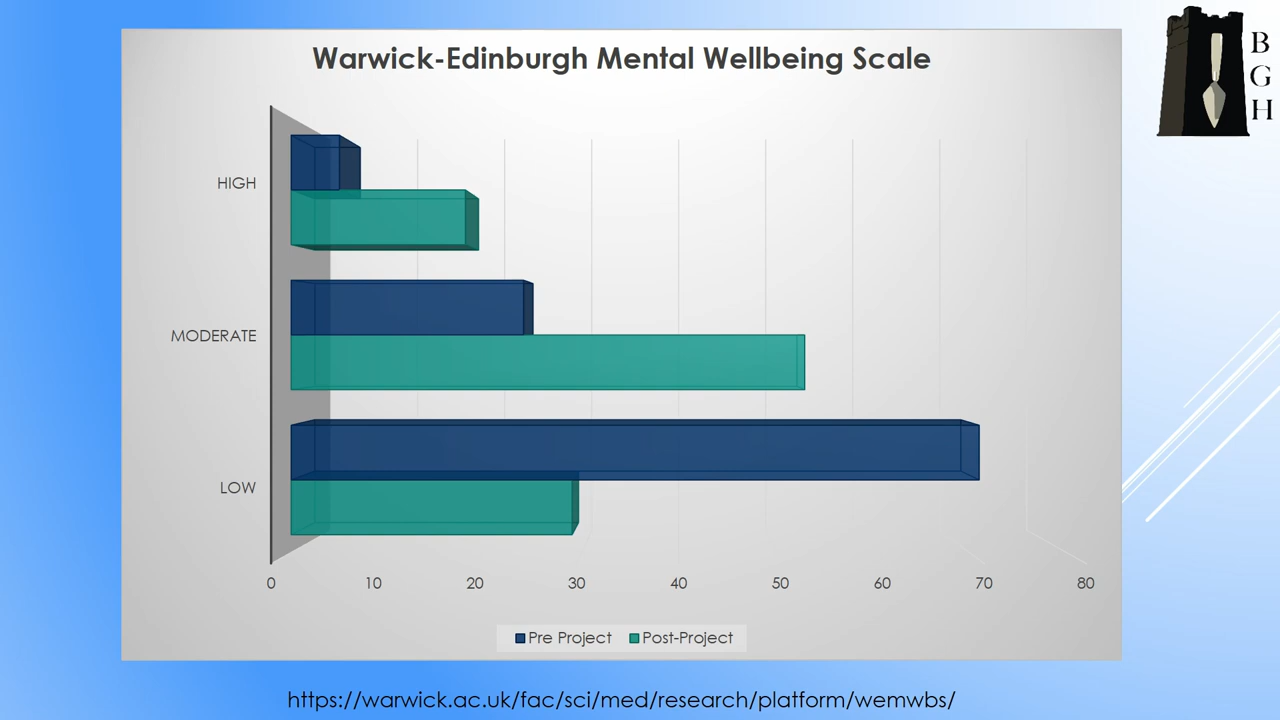 Warwick-Edinburgh Mental Wellbeing Scale
B
G
H
HIGH
MODERATE
LOW
0 10 20 30 40 50 60 70 80
Pre Project Post-Project
https://warwick.ac.uk/fac/sci/med/research/platform/wemwbs/